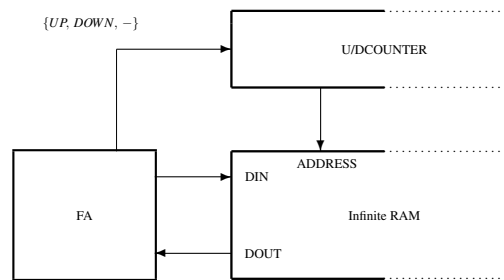 {UP, DOWN, −}
U/DCOUNTER
ADDRESS
DIN
FA
Infinite RAM
DOUT